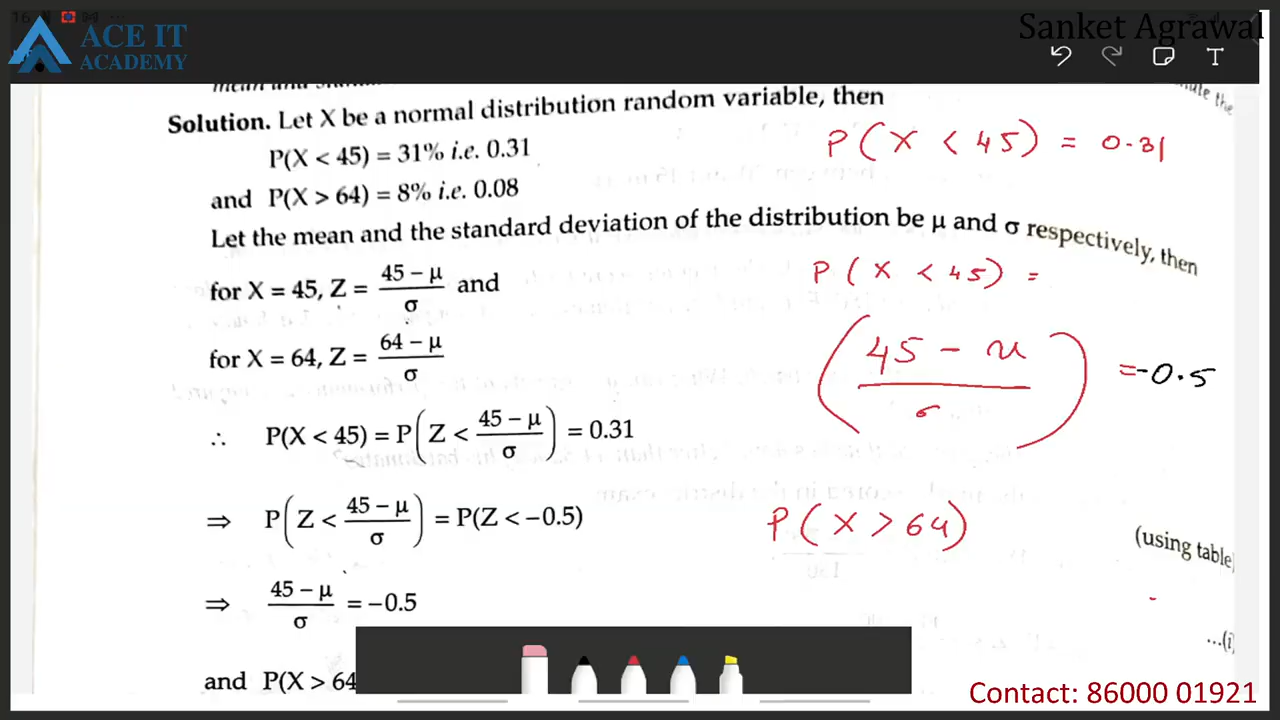 ACE IT
ACADEMY
Sanket Agrawal
T
Solution. Let X be a normal distribution random variable, then
P(X < 45) = 31% i.e. 0.31
and P(X > 64) = 8% i.e. 0.08
Let the mean and the standard deviation of the distribution be μ and σ respectively, then
for X = 45, Z = (45 – μ)/σ and
for X = 64, Z = (64 – μ)/σ
∴ P(X < 45) = P(Z < (45 – μ)/σ) = 0.31
⇒ P(Z < (45 – μ)/σ) = P(Z < –0.5)
(using table)
⇒ (45 – μ)/σ = –0.5
...(i)
and P(X > 64
P(X < 45) = 0.31
P(X < 45) =
(45 – μ)/σ = -0.5
P(X > 64)
Contact: 86000 01921